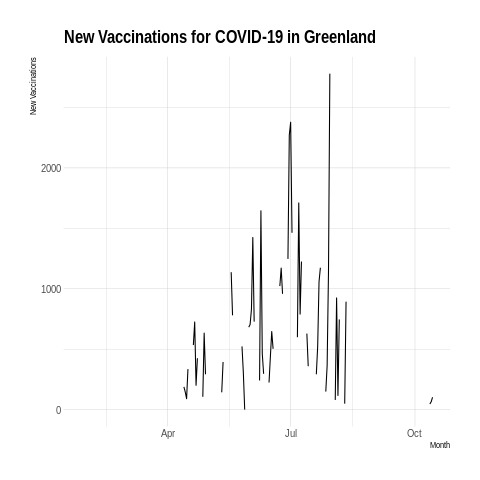 New Vaccinations for COVID-19 in Greenland
New Vaccinations
2000
1000
0
Apr
Jul
Oct
Month